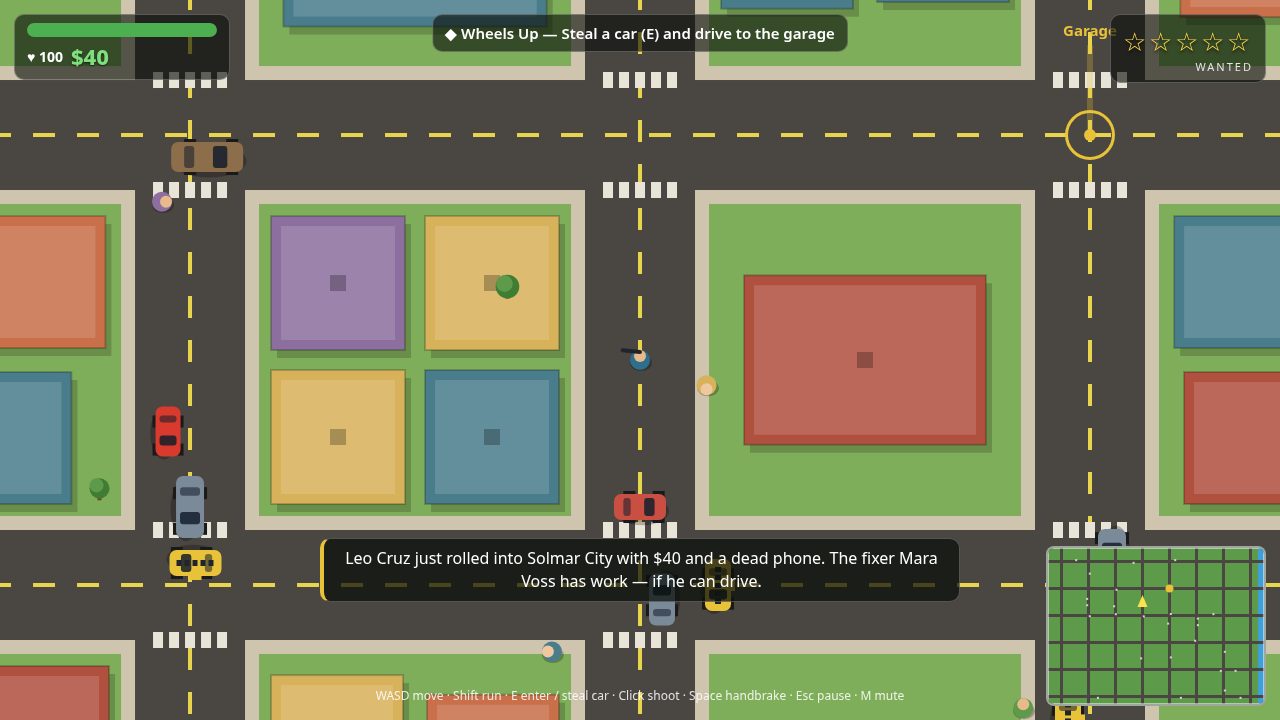 ♥ 100 $40
◆ Wheels Up — Steal a car (E) and drive to the garage
Garage
☆☆☆☆☆
WANTED
Leo Cruz just rolled into Solmar City with $40 and a dead phone. The fixer Mara
Voss has work — if he can drive.
WASD move · Shift run · E enter / steal car · Click shoot · Space handbrake · Esc pause · M mute